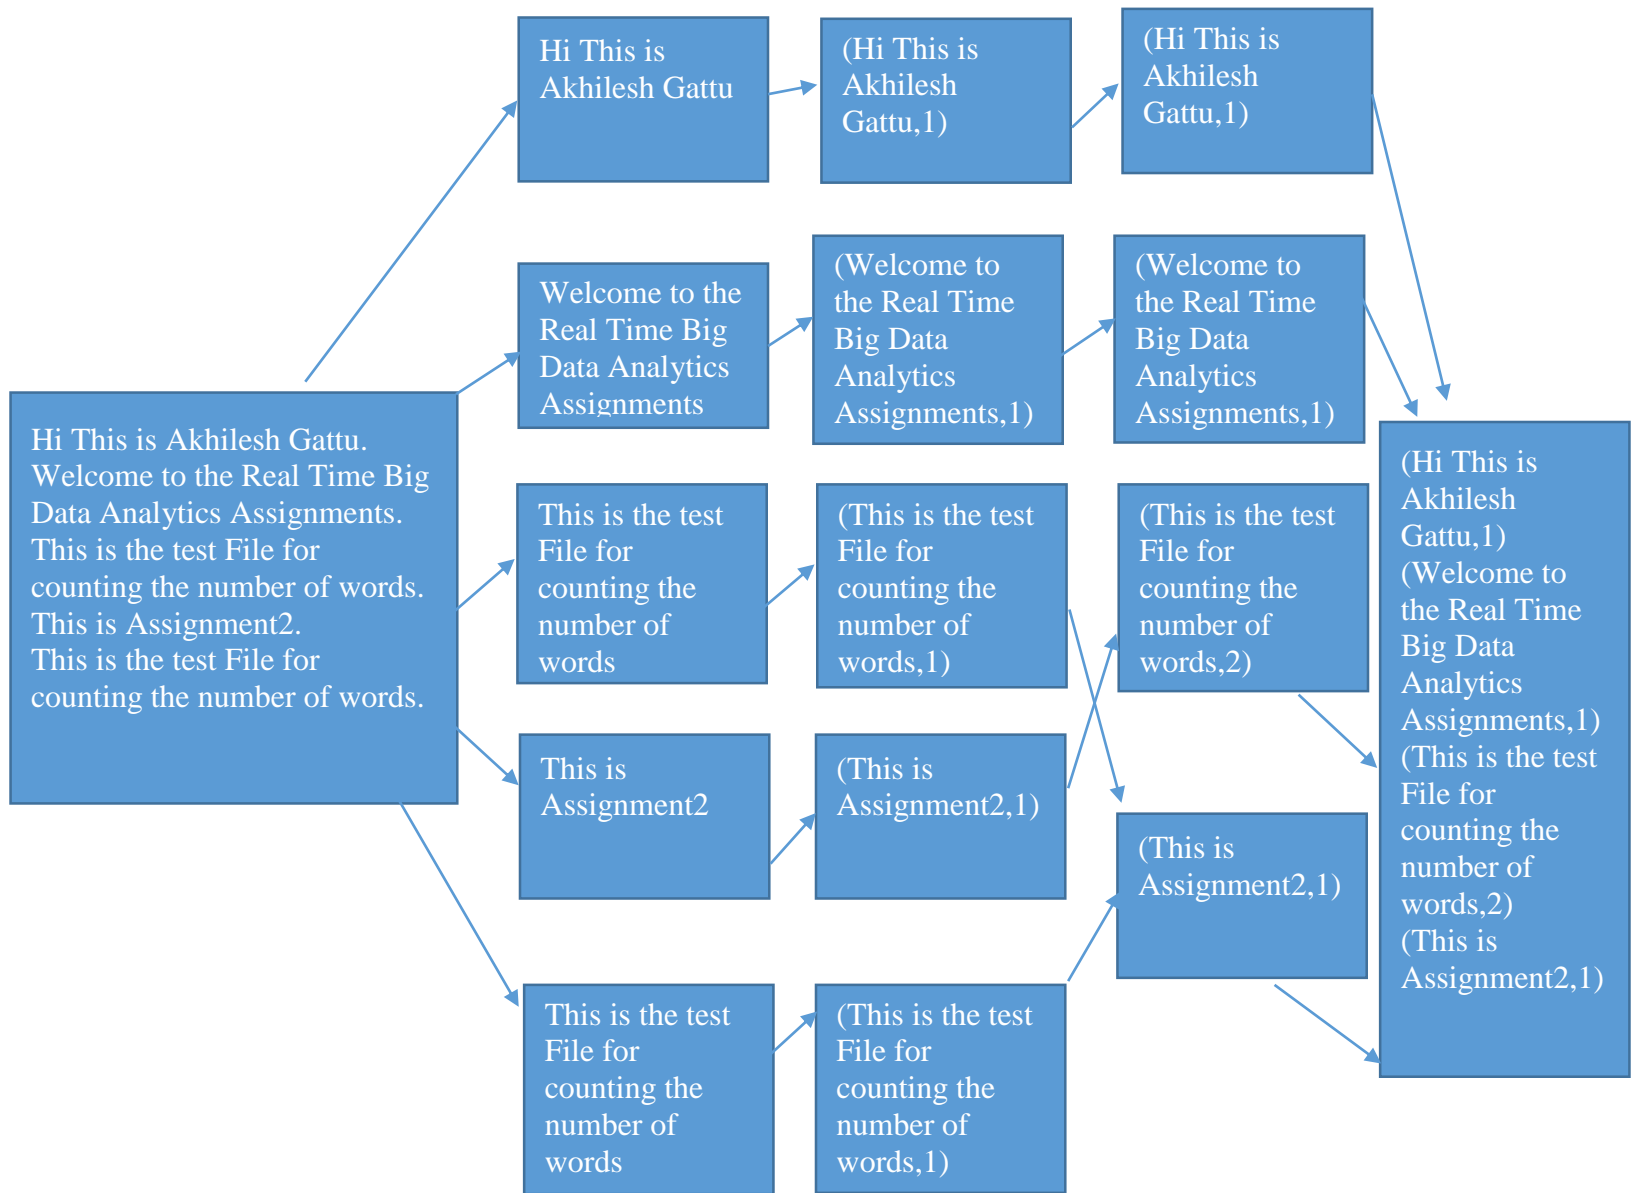 Hi This is Akhilesh Gattu.
Welcome to the Real Time Big
Data Analytics Assignments.
This is the test File for
counting the number of words.
This is Assignment2.
This is the test File for
counting the number of words.
Hi This is
Akhilesh Gattu
Welcome to the
Real Time Big
Data Analytics
Assignments
This is the test
File for
counting the
number of
words
This is
Assignment2
This is the test
File for
counting the
number of
words
(Hi This is
Akhilesh
Gattu,1)
(Welcome to
the Real Time
Big Data
Analytics
Assignments,1)
(This is the test
File for
counting the
number of
words,1)
(This is
Assignment2,1)
(This is the test
File for
counting the
number of
words,1)
(Hi This is
Akhilesh
Gattu,1)
(Welcome to
the Real Time
Big Data
Analytics
Assignments,1)
(This is the test
File for
counting the
number of
words,2)
(This is
Assignment2,1)
(Hi This is
Akhilesh
Gattu,1)
(Welcome to
the Real Time
Big Data
Analytics
Assignments,1)
(This is the test
File for
counting the
number of
words,2)
(This is
Assignment2,1)